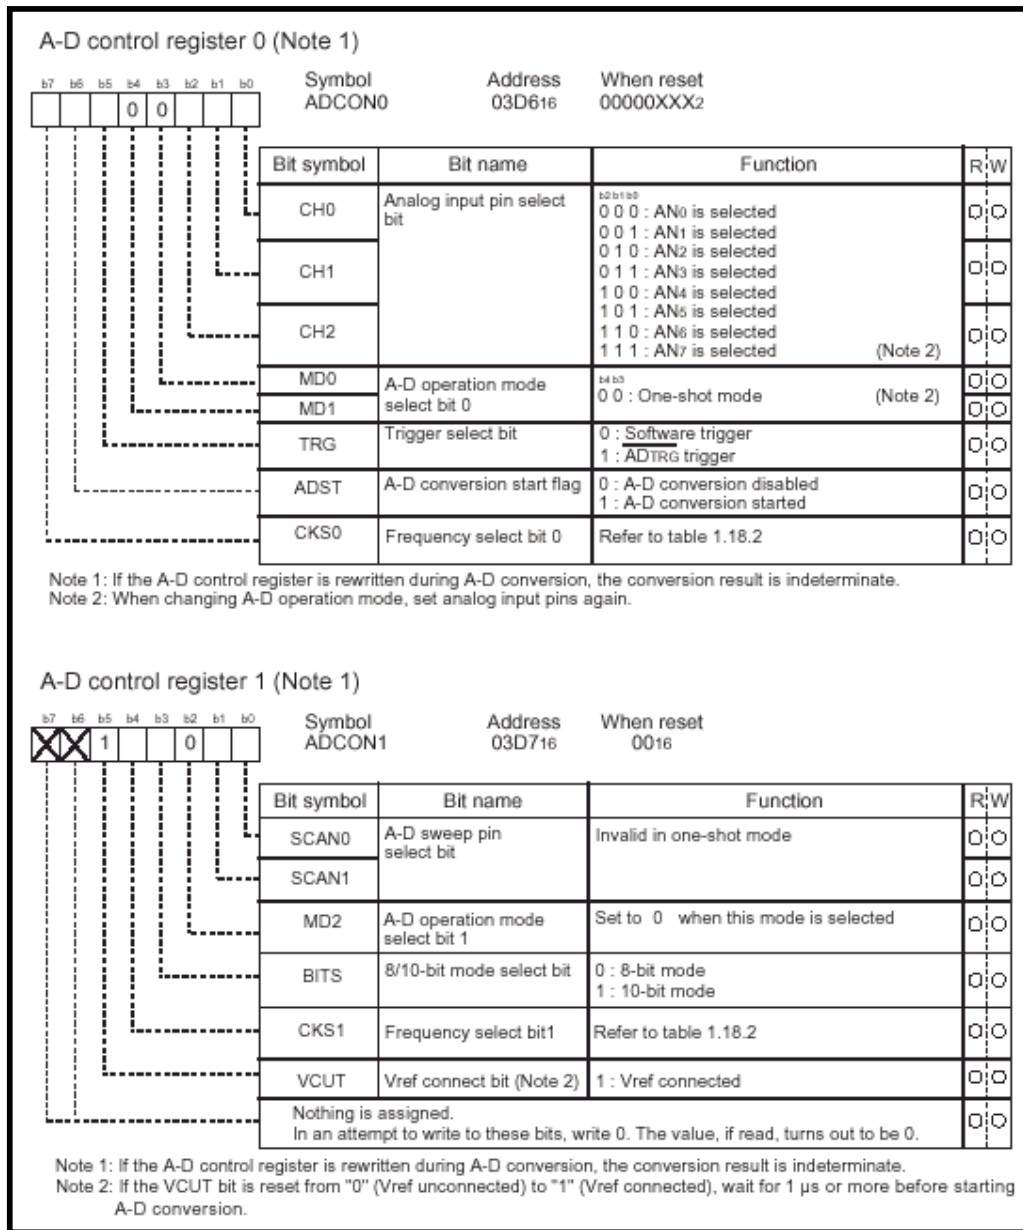 A-D control register 0 (Note 1)
b7 b6 b5 b4 b3 b2 b1 b0
0 0
Symbol Address When reset
ADCON0 03D616 00000XXX2
Bit symbol Bit name Function R W
CH0 Analog input pin select bit
b2 b1 b0
0 0 0 : AN0 is selected
0 0 1 : AN1 is selected
0 1 0 : AN2 is selected
0 1 1 : AN3 is selected
1 0 0 : AN4 is selected
1 0 1 : AN5 is selected
1 1 0 : AN6 is selected
1 1 1 : AN7 is selected (Note 2)
CH1
CH2
MD0 A-D operation mode select bit 0
b4 b3
0 0 : One-shot mode (Note 2)
MD1
TRG Trigger select bit
0 : Software trigger
1 : ADTRG trigger
ADST A-D conversion start flag
0 : A-D conversion disabled
1 : A-D conversion started
CKS0 Frequency select bit 0 Refer to table 1.18.2
Note 1: If the A-D control register is rewritten during A-D conversion, the conversion result is indeterminate.
Note 2: When changing A-D operation mode, set analog input pins again.
A-D control register 1 (Note 1)
b7 b6 b5 b4 b3 b2 b1 b0
1 0
Symbol Address When reset
ADCON1 03D716 0016
Bit symbol Bit name Function R W
SCAN0 A-D sweep pin select bit Invalid in one-shot mode
SCAN1
MD2 A-D operation mode select bit 1 Set to 0 when this mode is selected
BITS 8/10-bit mode select bit
0 : 8-bit mode
1 : 10-bit mode
CKS1 Frequency select bit1 Refer to table 1.18.2
VCUT Vref connect bit (Note 2) 1 : Vref connected
Nothing is assigned.
In an attempt to write to these bits, write 0. The value, if read, turns out to be 0.
Note 1: If the A-D control register is rewritten during A-D conversion, the conversion result is indeterminate.
Note 2: If the VCUT bit is reset from "0" (Vref unconnected) to "1" (Vref connected), wait for 1 µs or more before starting
A-D conversion.